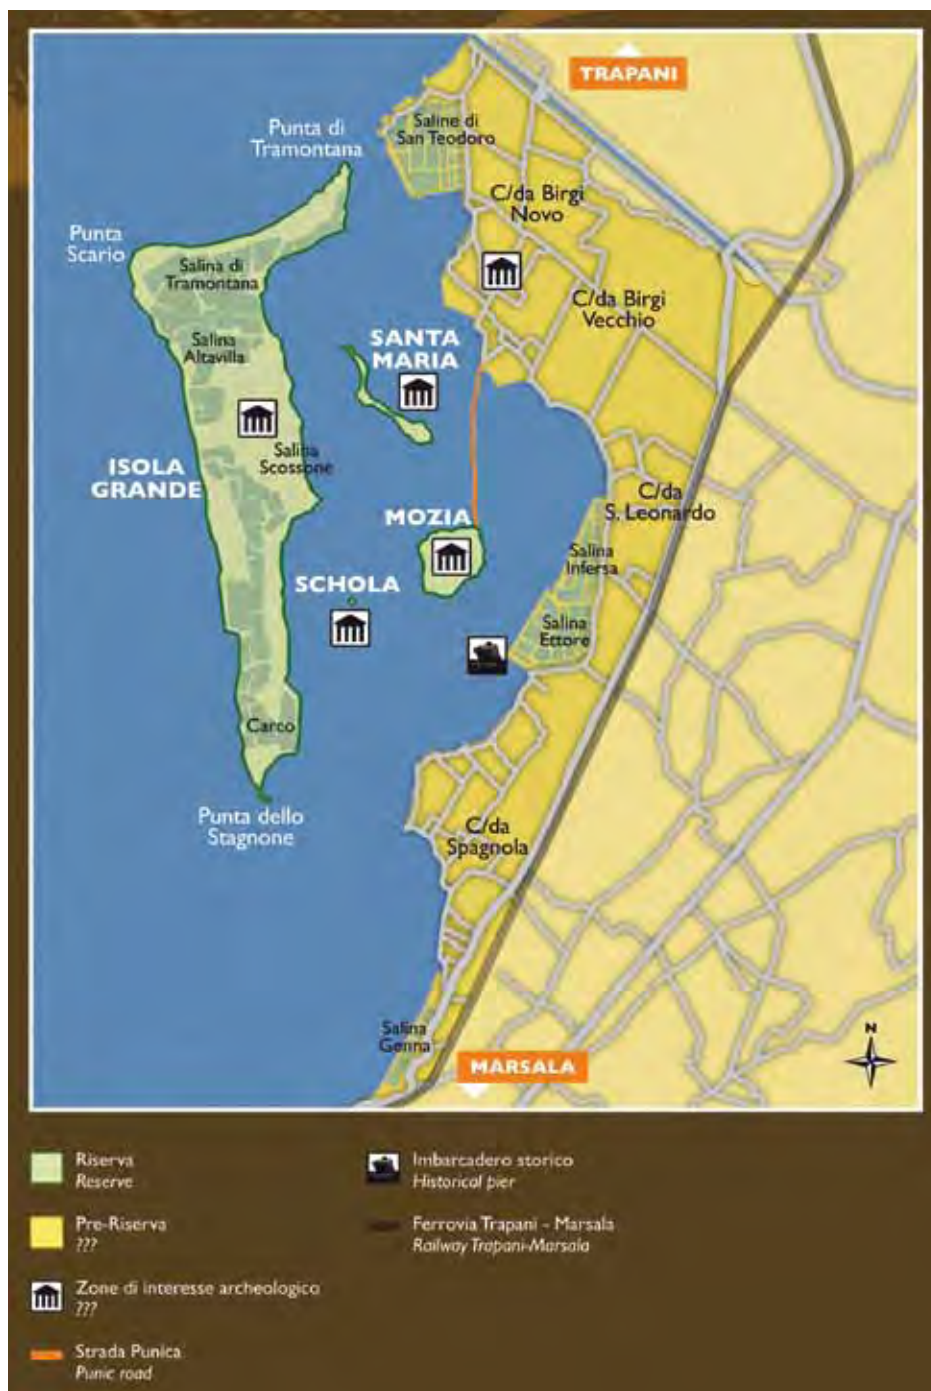 TRAPANI
Saline di
San Teodoro
Punta di
Tramontana
C/da Birgi
Novo
Punta
Scario
Salina di
Tramontana
C/da Birgi
Vecchio
Salina
Altavilla
SANTA
MARIA
Salina
Scossone
ISOLA
GRANDE
C/da
S. Leonardo
MOZIA
Salina
Infersa
SCHOLA
Salina
Ettore
Carco
Punta dello
Stagnone
C/da
Spagnola
Salina
Genna
N
MARSALA
Riserva
Reserve
Pre-Riserva
???
Zone di interesse archeologico
???
Strada Punica
Punic road
Imbarcadero storico
Historical pier
Ferrovia Trapani - Marsala
Railway Trapani-Marsala